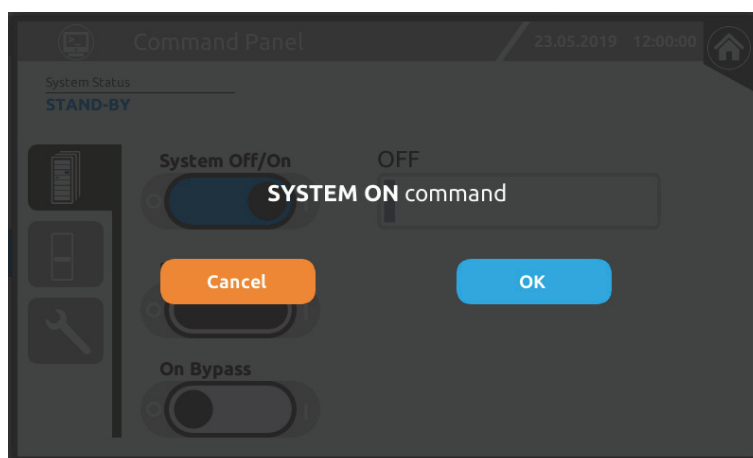 Command Panel
23.05.2019 12:00:00
System Status
STAND-BY
System Off/On
OFF
SYSTEM ON command
Cancel
OK
On Bypass